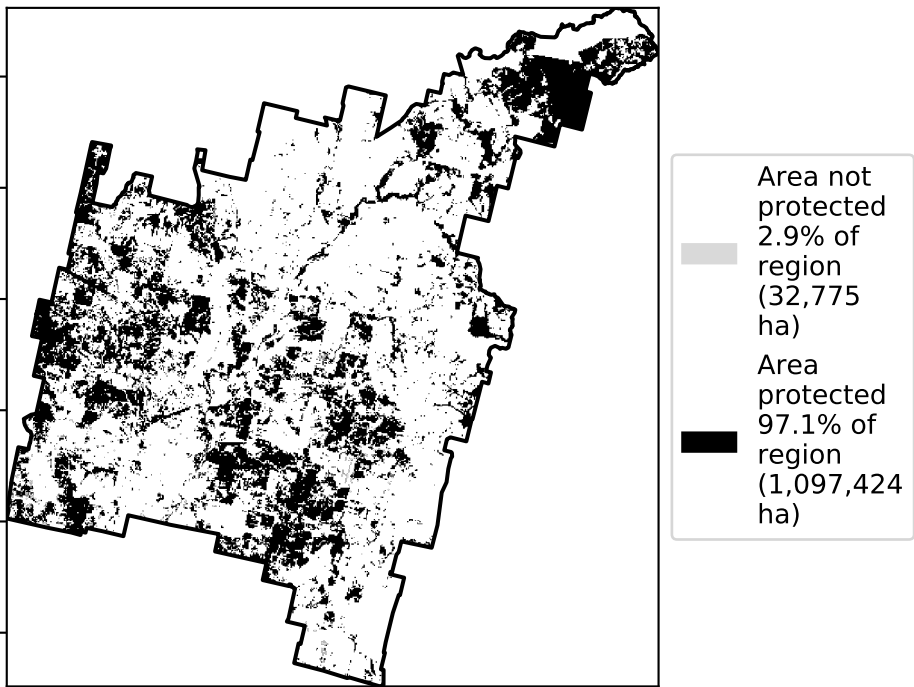 Area not
protected
2.9% of
region
(32,775
ha)
Area
protected
97.1% of
region
(1,097,424
ha)